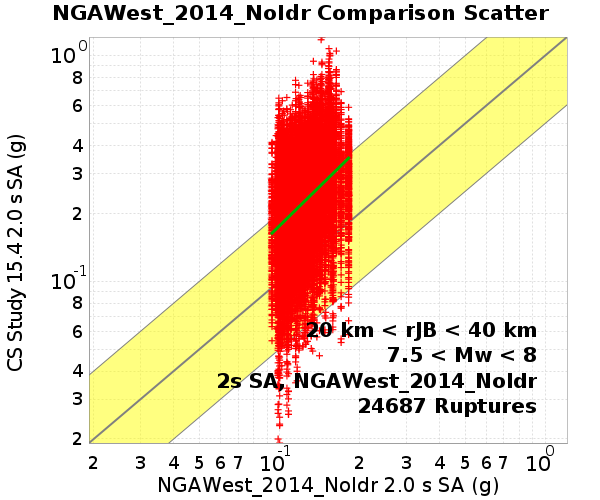 NGAWest_2014_NoIdr Comparison Scatter
CS Study 15.4 2.0 s SA (g)
10^0
8
6
4
3
2
10^-1
8
6
4
3
2
20 km < rJB < 40 km
7.5 < Mw < 8
2s SA, NGAWest_2014_NoIdr
24687 Ruptures
2 3 4 5 6 7 10^-1 2 3 4 5 6 7 10^0
NGAWest_2014_NoIdr 2.0 s SA (g)